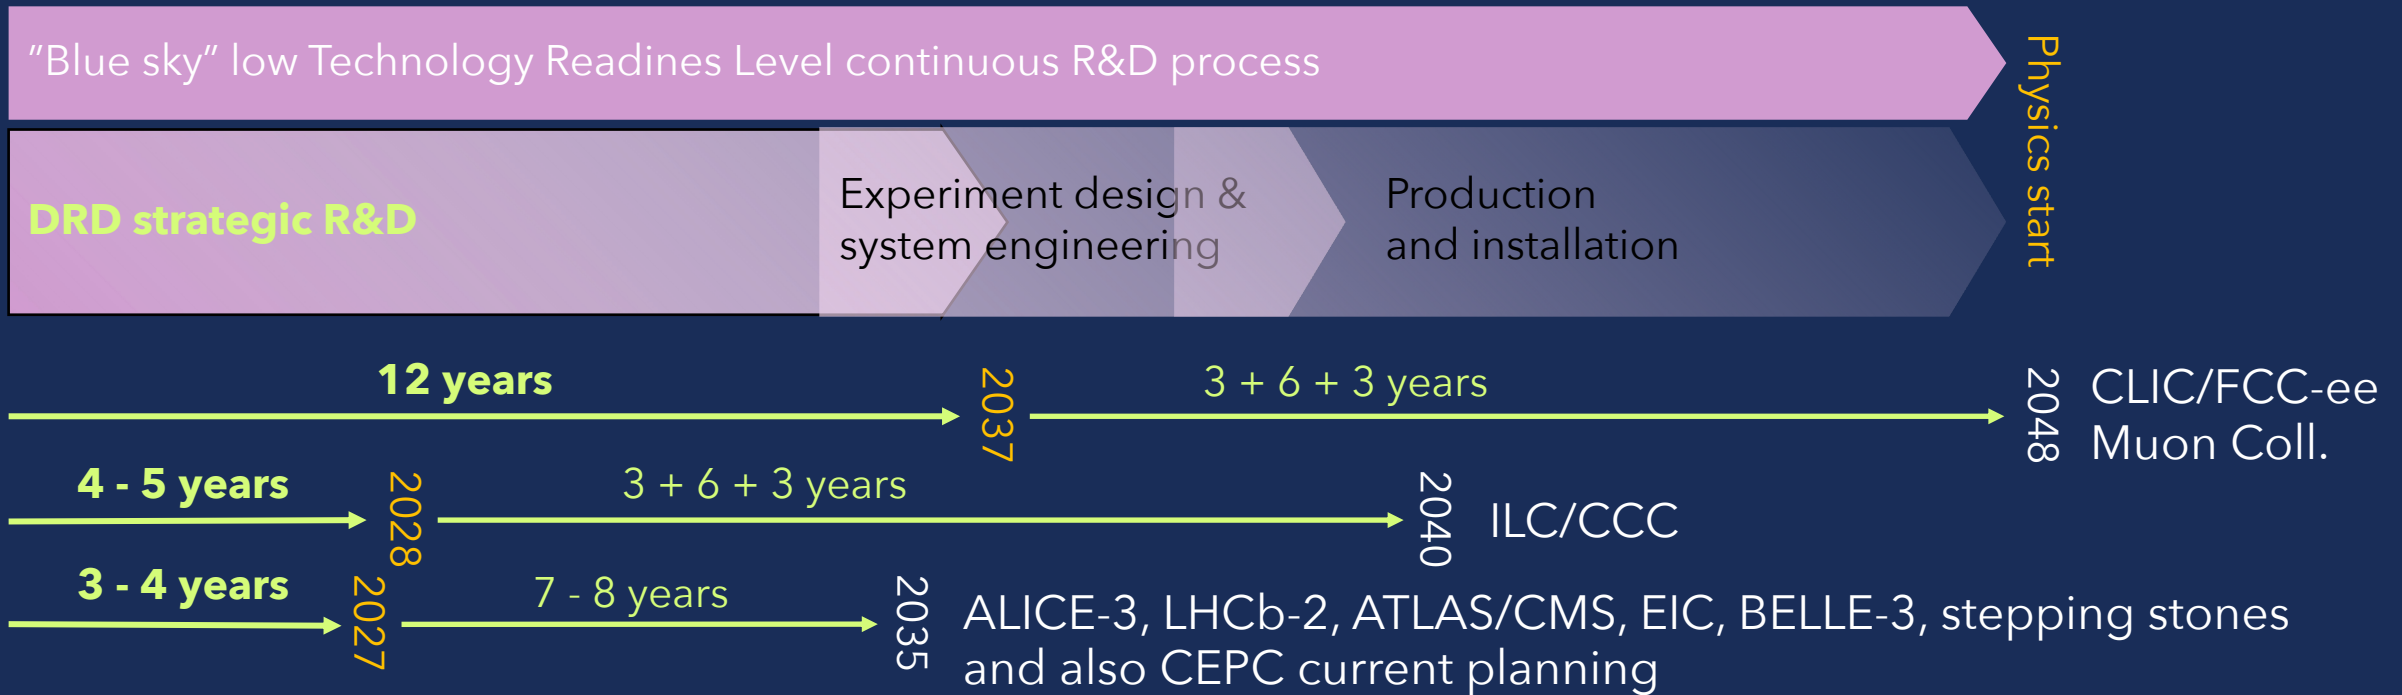 ”Blue sky” low Technology Readines Level continuous R&D process
Physics start
DRD strategic R&D
Experiment design &
system engineering
Production
and installation
12 years
2037
3 + 6 + 3 years
2048
CLIC/FCC-ee
Muon Coll.
4 - 5 years
2028
3 + 6 + 3 years
2040
ILC/CCC
3 - 4 years
2027
7 - 8 years
2035
ALICE-3, LHCb-2, ATLAS/CMS, EIC, BELLE-3, stepping stones
and also CEPC current planning